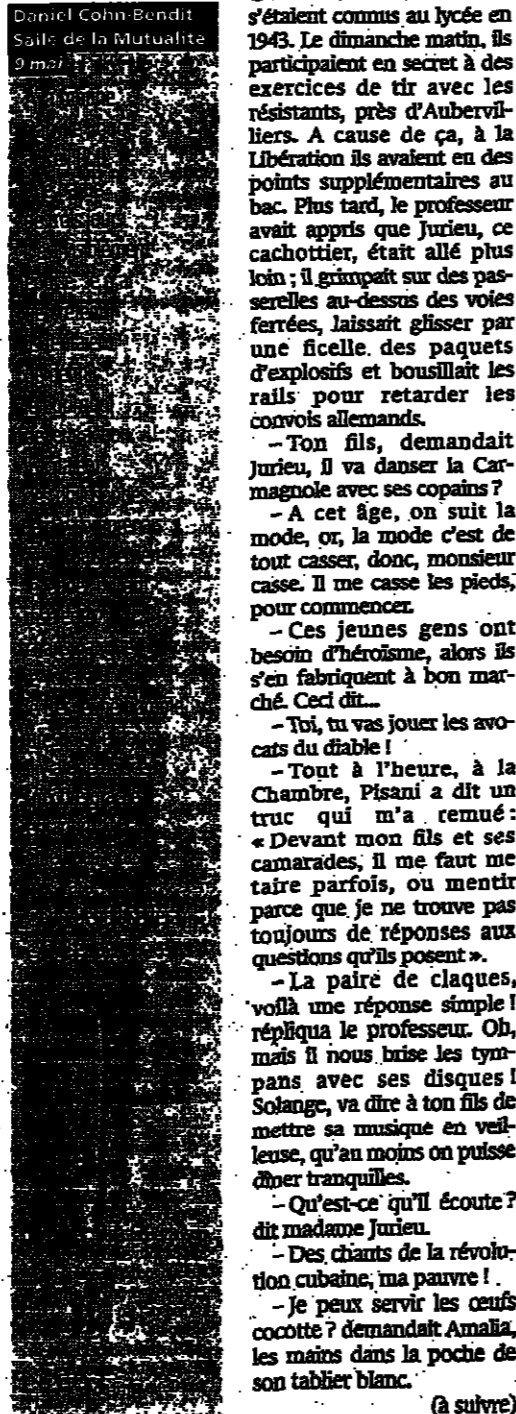 Daniel Cohn-Bendit
Salle de la Mutualité
9 mai
s'étaient connus au lycée en
1943. Le dimanche matin, ils
participaient en secret à des
exercices de tir avec les
résistants, près d'Aubervil-
liers. A cause de ça, à la
Libération ils avaient eu des
points supplémentaires au
bac. Plus tard, le professeur
avait appris que Jurieu, ce
cachottier, était allé plus
loin ; il grimpait sur des pas-
serelles au-dessus des voies
ferrées, laissait glisser par
une ficelle des paquets
d'explosifs et bousillait les
rails pour retarder les
convois allemands.
– Ton fils, demandait
Jurieu, il va danser la Car-
magnole avec ses copains ?
– A cet âge, on suit la
mode, or, la mode c'est de
tout casser, donc, monsieur
casse. Il me casse les pieds,
pour commencer.
– Ces jeunes gens ont
besoin d'héroïsme, alors ils
s'en fabriquent à bon mar-
ché. Ceci dit...
– Toi, tu vas jouer les avo-
cats du diable !
– Tout à l'heure, à la
Chambre, Pisani a dit un
truc qui m'a remué :
« Devant mon fils et ses
camarades, il me faut me
taire parfois, ou mentir
parce que je ne trouve pas
toujours de réponses aux
questions qu'ils posent ».
– La paire de claques,
voilà une réponse simple !
répliqua le professeur. Oh,
mais il nous brise les tym-
pans avec ses disques !
Solange, va dire à ton fils de
mettre sa musique en veil-
leuse, qu'au moins on puisse
dîner tranquilles.
– Qu'est-ce qu'il écoute ?
dit madame Jurieu.
– Des chants de la révolu-
tion cubaine, ma pauvre !
– Je peux servir les œufs
cocotte ? demandait Amalia,
les mains dans la poche de
son tablier blanc.
(à suivre)